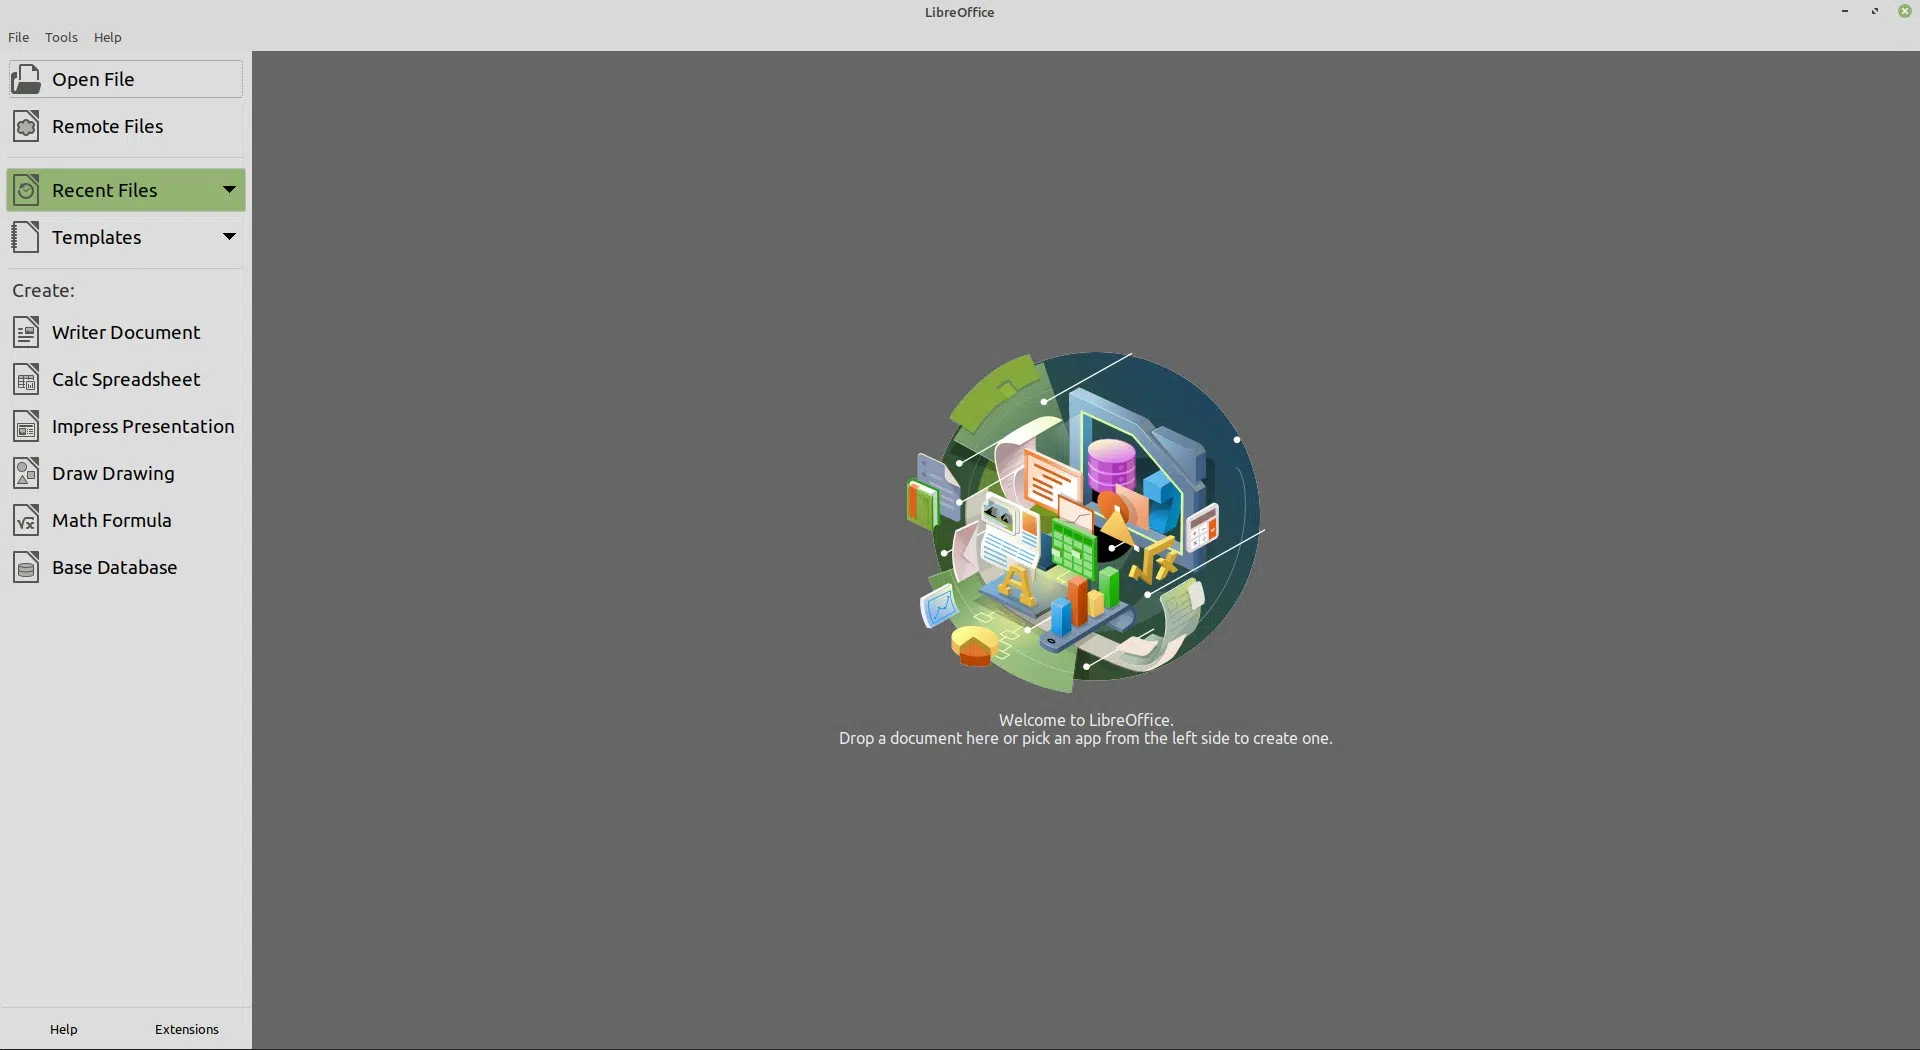 LibreOffice
File Tools Help
Open File
Remote Files
Recent Files
Templates
Create:
Writer Document
Calc Spreadsheet
Impress Presentation
Draw Drawing
Math Formula
Base Database
Welcome to LibreOffice.
Drop a document here or pick an app from the left side to create one.
Help Extensions